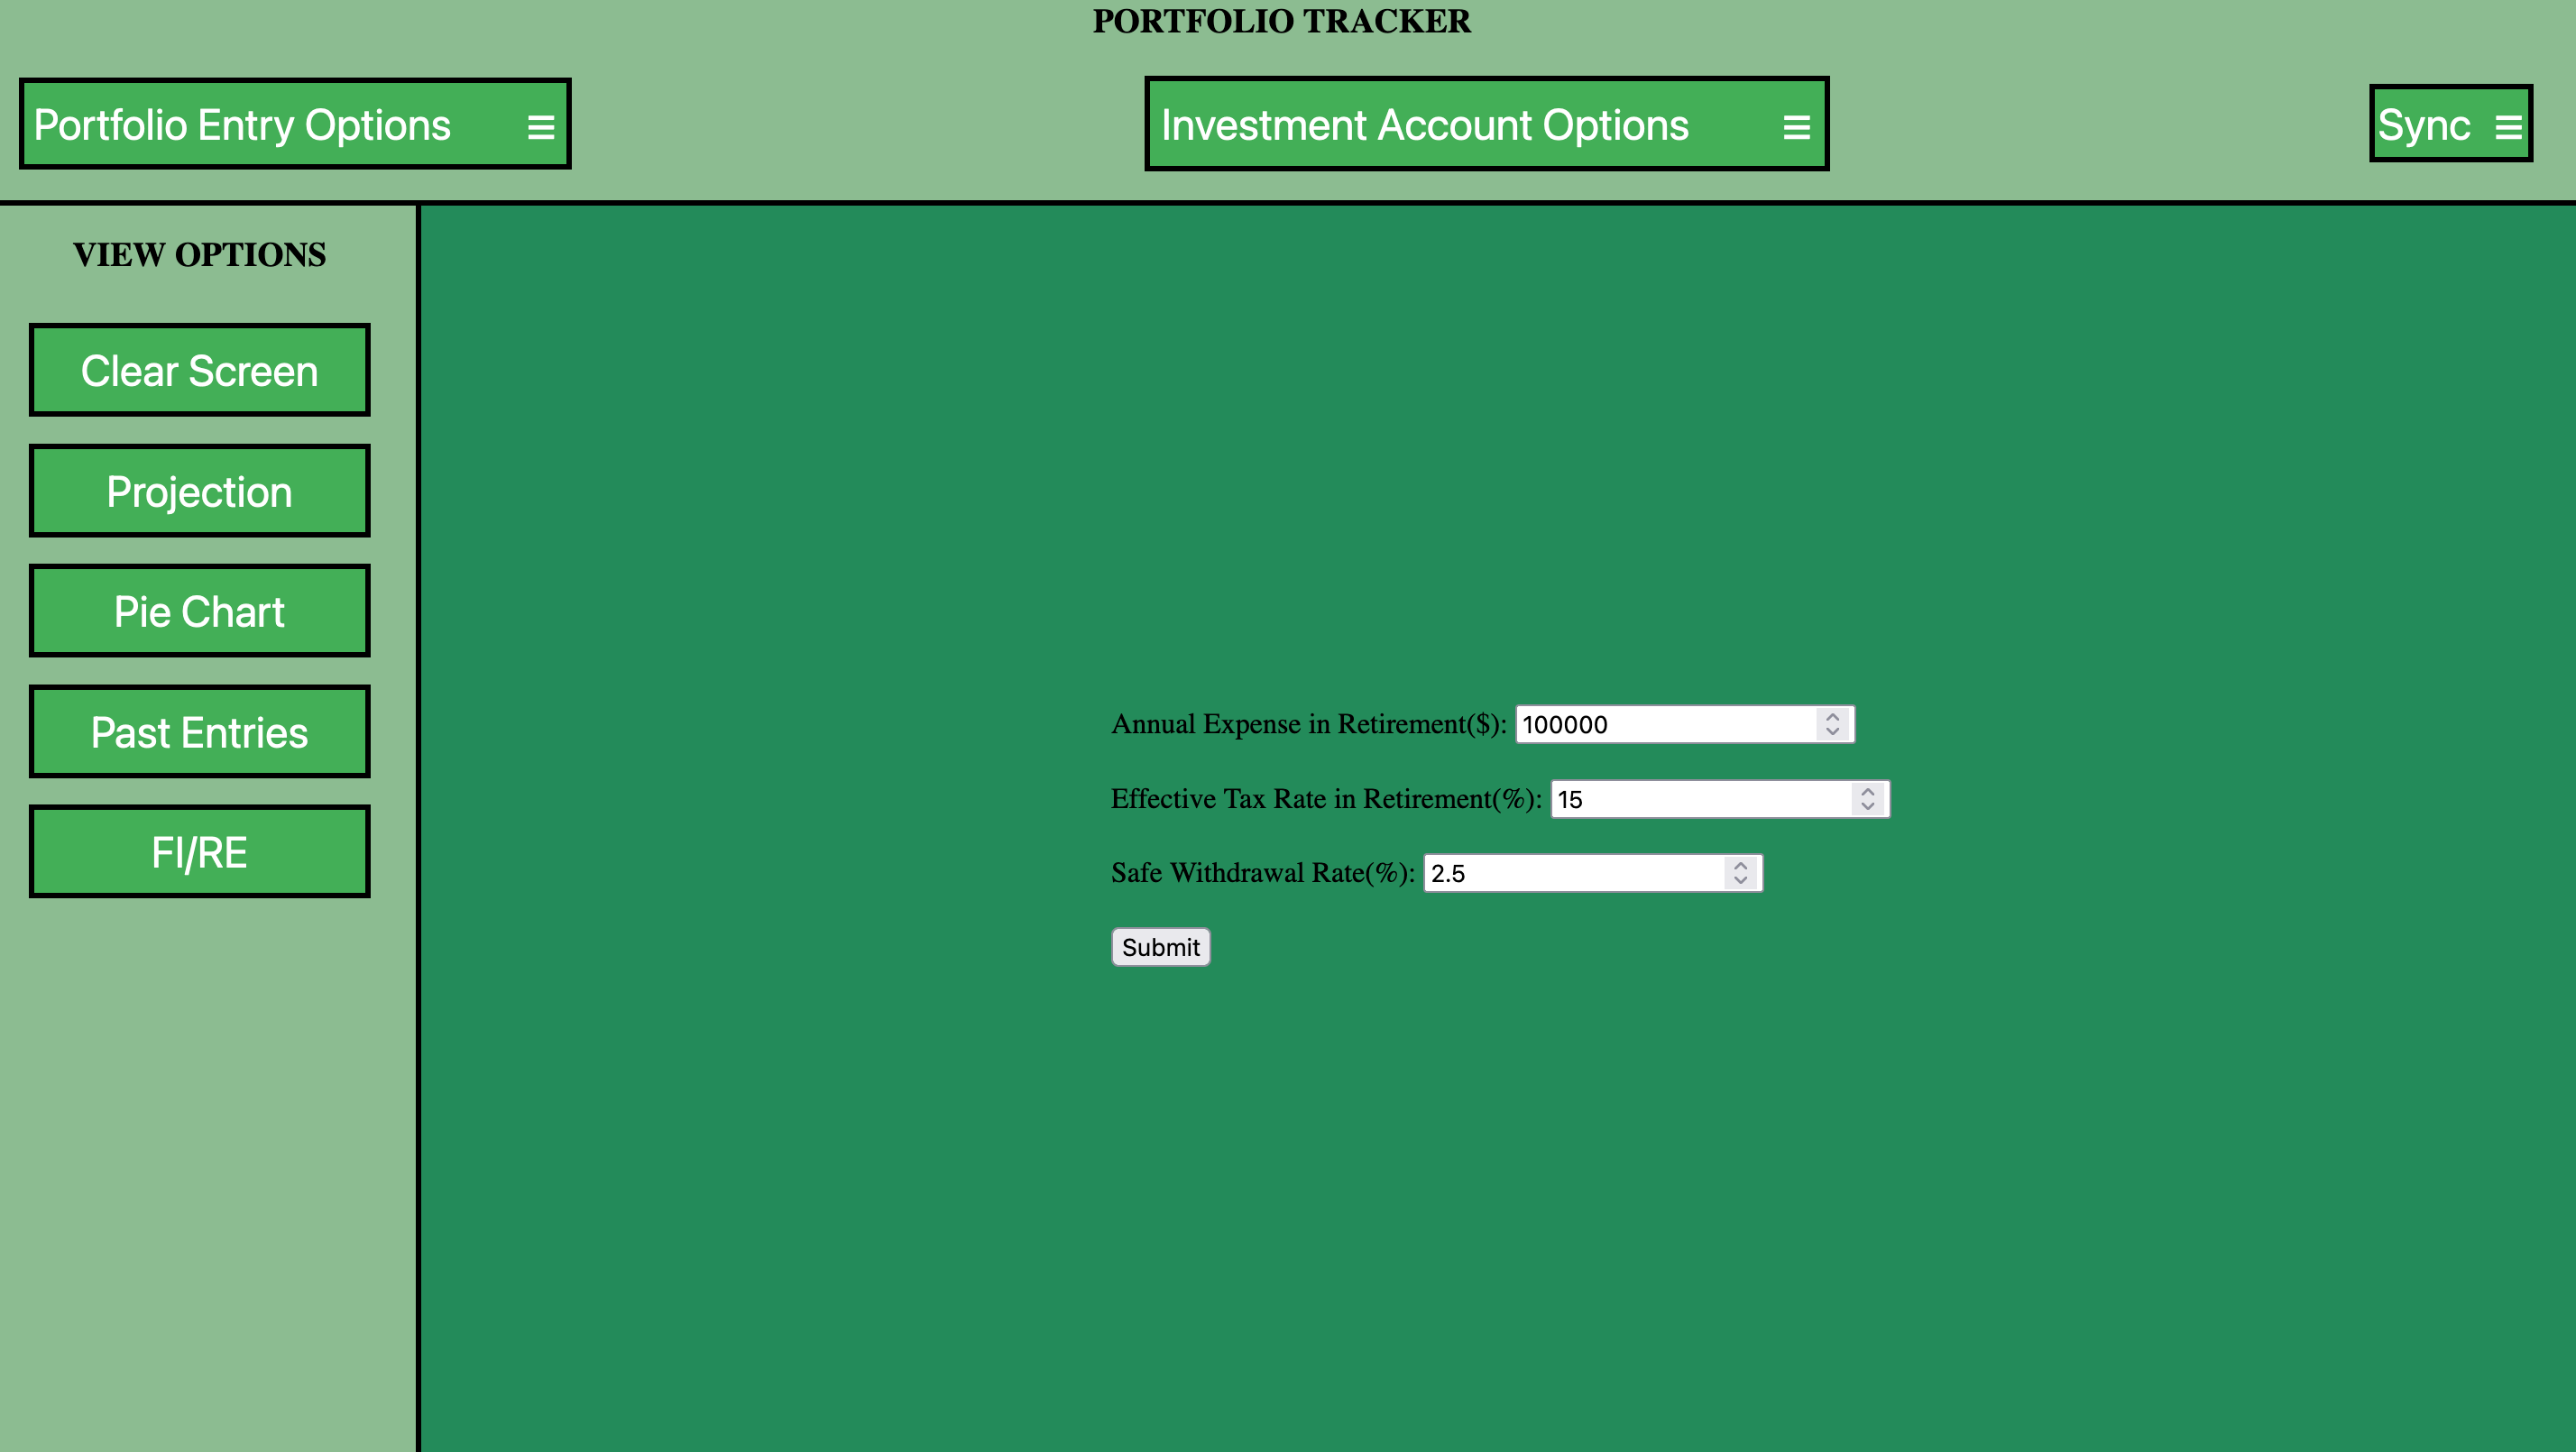 PORTFOLIO TRACKER
Portfolio Entry Options ☰
Investment Account Options ☰
Sync ☰
VIEW OPTIONS
Clear Screen
Projection
Pie Chart
Past Entries
FI/RE
Annual Expense in Retirement($): 100000
Effective Tax Rate in Retirement(%): 15
Safe Withdrawal Rate(%): 2.5
Submit